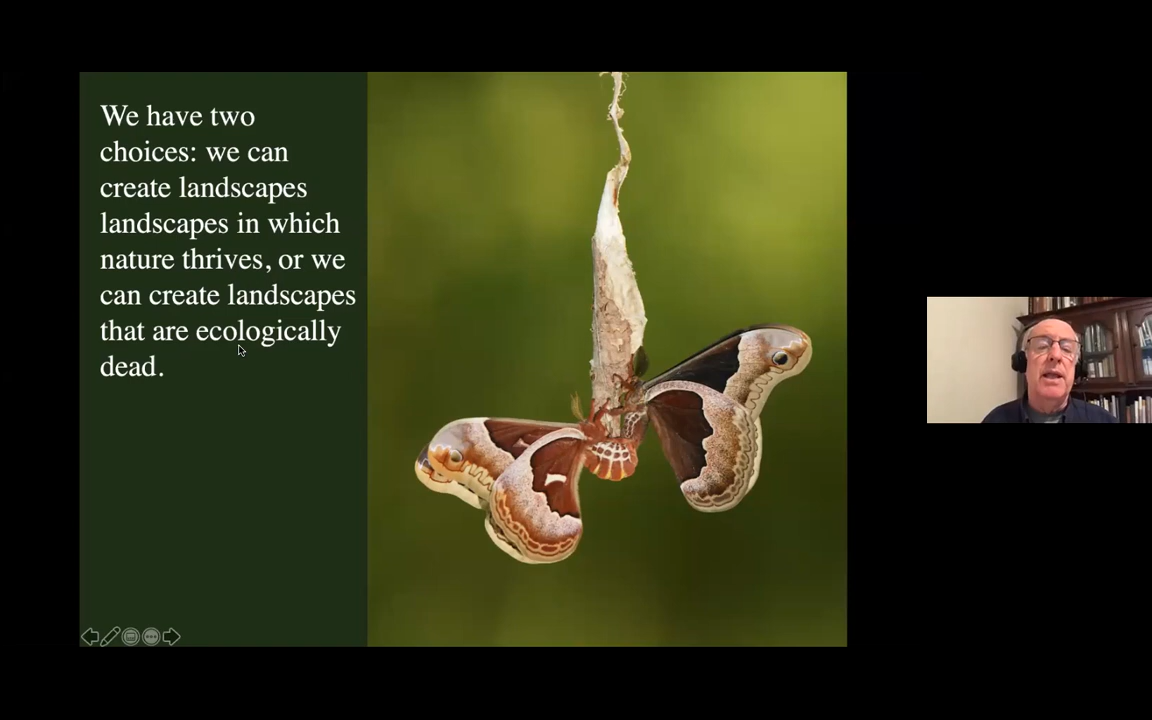 We have two
choices: we can
create landscapes
landscapes in which
nature thrives, or we
can create landscapes
that are ecologically
dead.